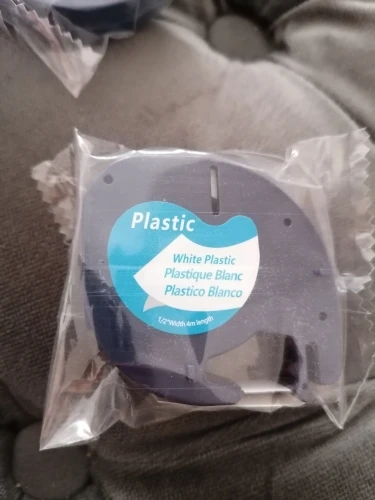 Plastic
White Plastic
Plastique Blanc
Plastico Blanco
1/2"Width 4m length